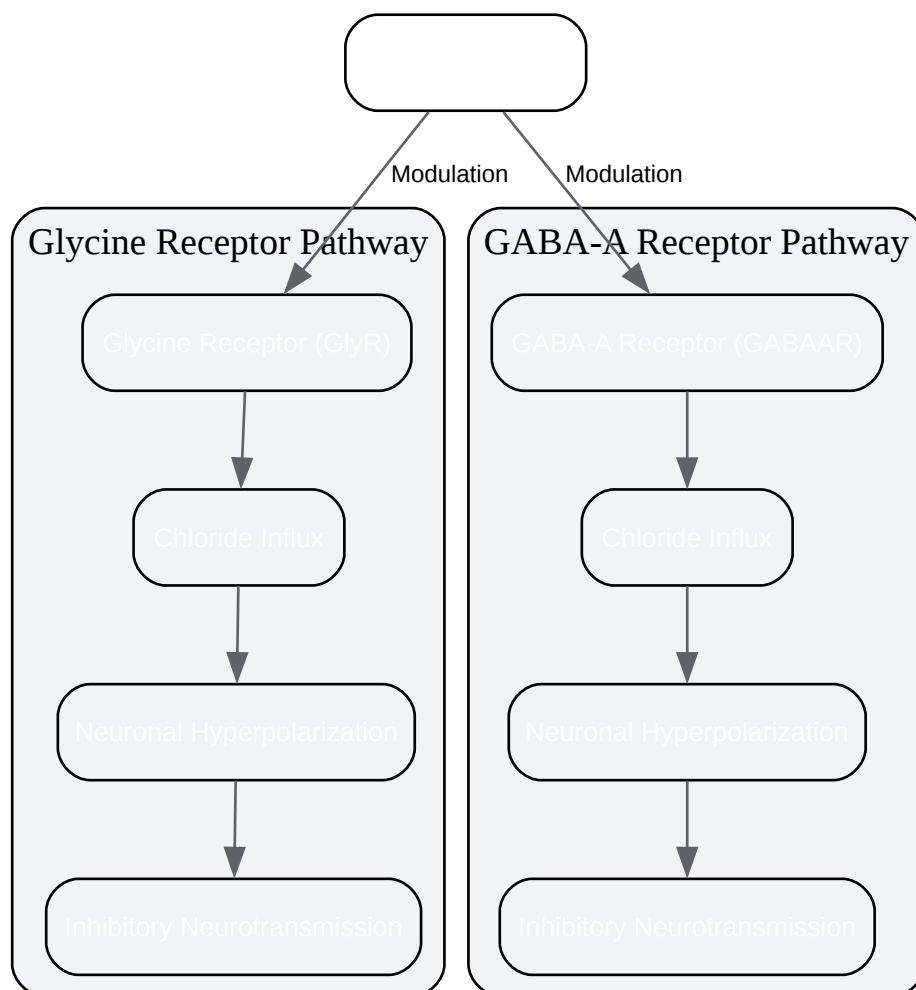 Modulation
Modulation
Glycine Receptor Pathway
GABA-A Receptor Pathway
Glycine Receptor (GlyR)
GABA-A Receptor (GABAAR)
Chloride Influx
Chloride Influx
Neuronal Hyperpolarization
Neuronal Hyperpolarization
Inhibitory Neurotransmission
Inhibitory Neurotransmission